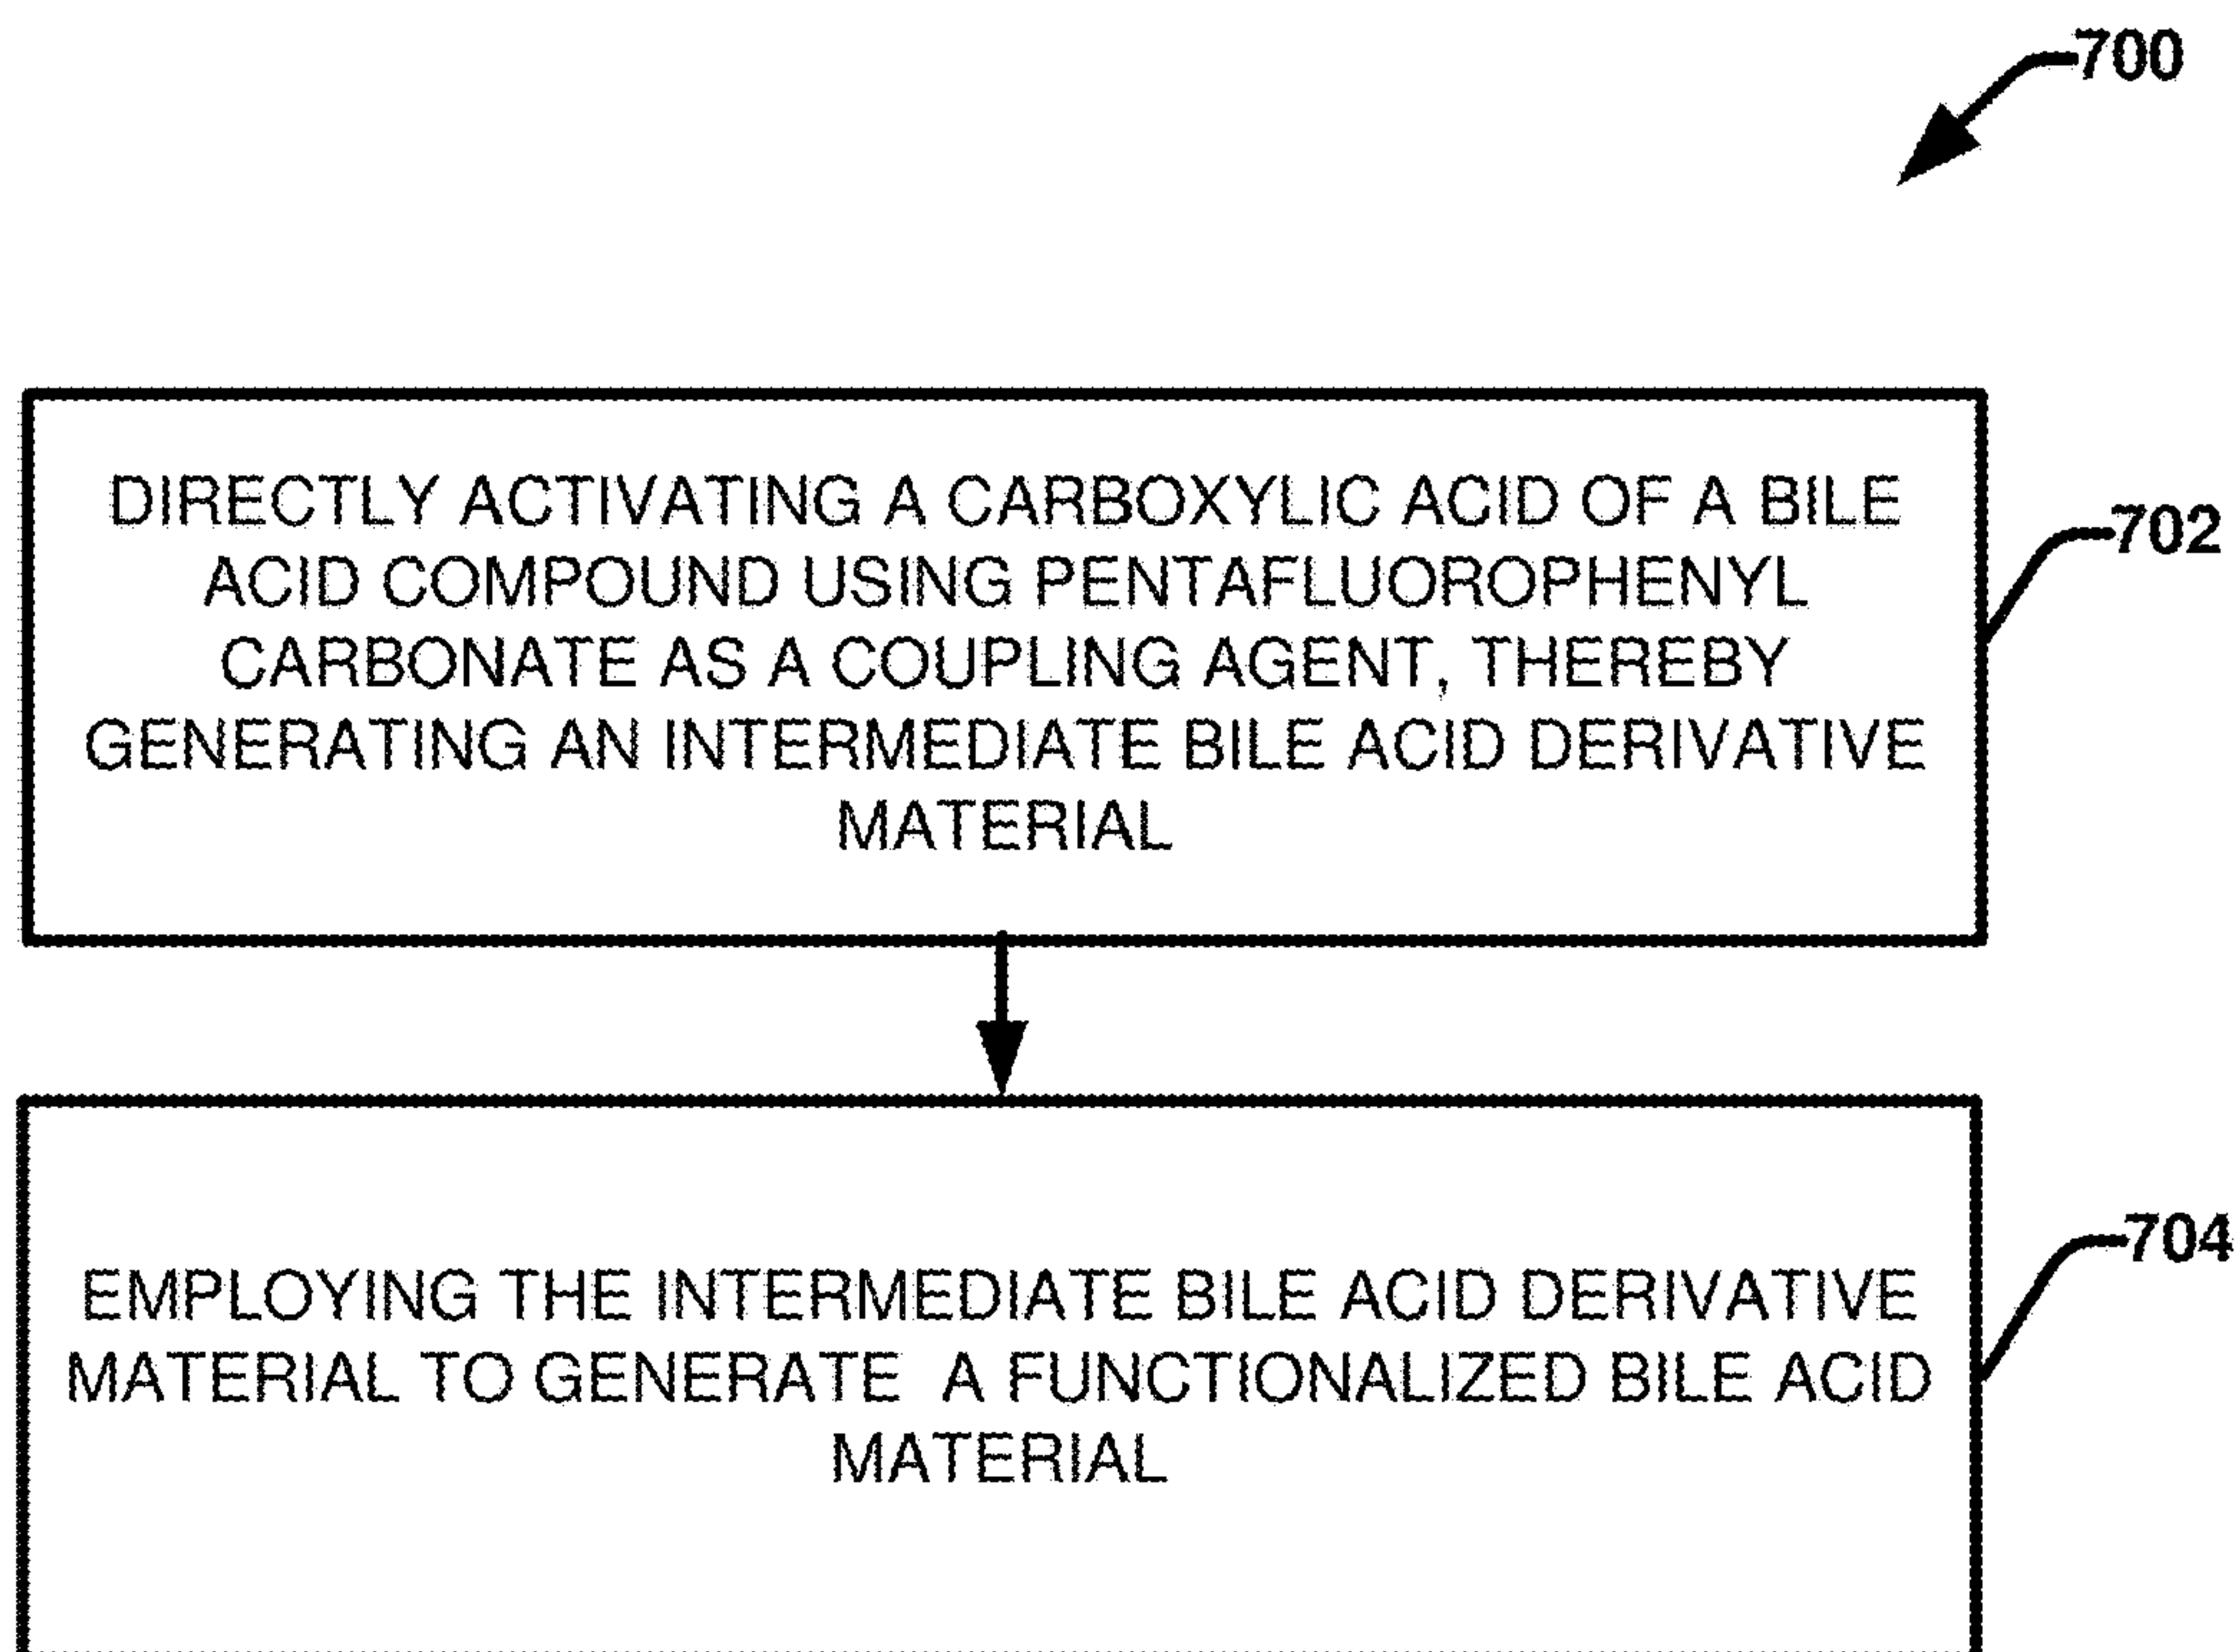 700
DIRECTLY ACTIVATING A CARBOXYLIC ACID OF A BILE
ACID COMPOUND USING PENTAFLUOROPHENYL
CARBONATE AS A COUPLING AGENT, THEREBY
GENERATING AN INTERMEDIATE BILE ACID DERIVATIVE
MATERIAL
702
EMPLOYING THE INTERMEDIATE BILE ACID DERIVATIVE
MATERIAL TO GENERATE A FUNCTIONALIZED BILE ACID
MATERIAL
704